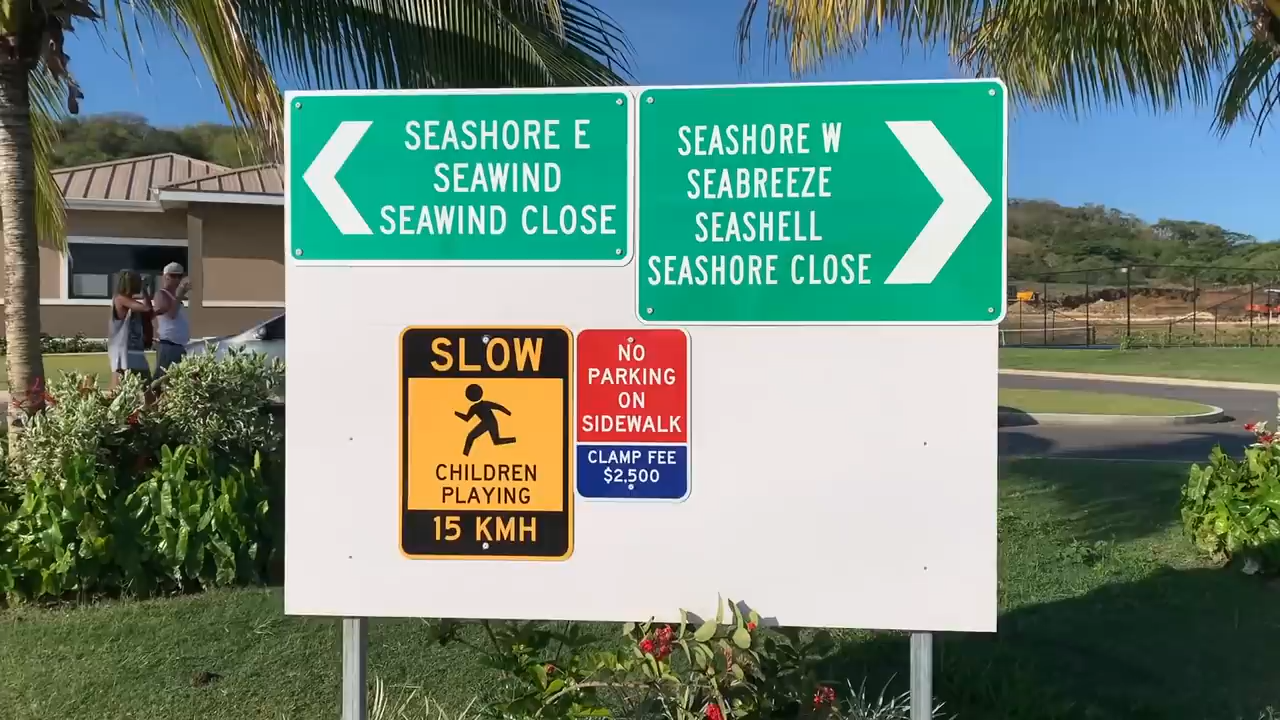 SEASHORE E
SEAWIND
SEAWIND CLOSE
SEASHORE W
SEABREEZE
SEASHELL
SEASHORE CLOSE
SLOW
CHILDREN
PLAYING
15 KMH
NO
PARKING
ON
SIDEWALK
CLAMP FEE
$2,500